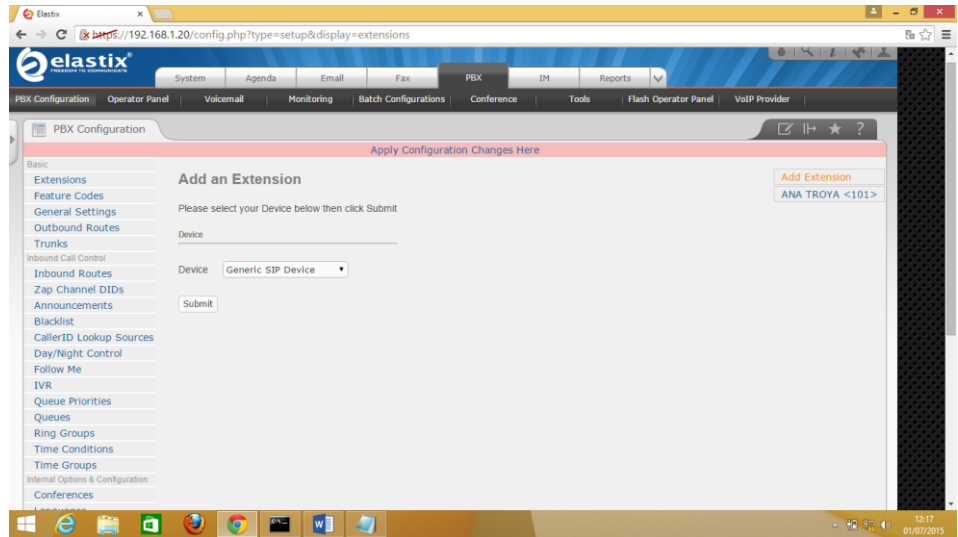 Elastix
https://192.168.1.20/config.php?type=setup&display=extensions
elastix®
FREEDOM TO COMMUNICATE
System Agenda Email Fax PBX IM Reports
PBX Configuration Operator Panel Voicemail Monitoring Batch Configurations Conference Tools Flash Operator Panel VoIP Provider
PBX Configuration
Apply Configuration Changes Here
Basic
Extensions
Feature Codes
General Settings
Outbound Routes
Trunks
Inbound Call Control
Inbound Routes
Zap Channel DIDs
Announcements
Blacklist
CallerID Lookup Sources
Day/Night Control
Follow Me
IVR
Queue Priorities
Queues
Ring Groups
Time Conditions
Time Groups
Internal Options & Configuration
Conferences
Languages
Add an Extension
Please select your Device below then click Submit
Device
Device Generic SIP Device
Submit
Add Extension
ANA TROYA <101>
12:17
01/07/2015